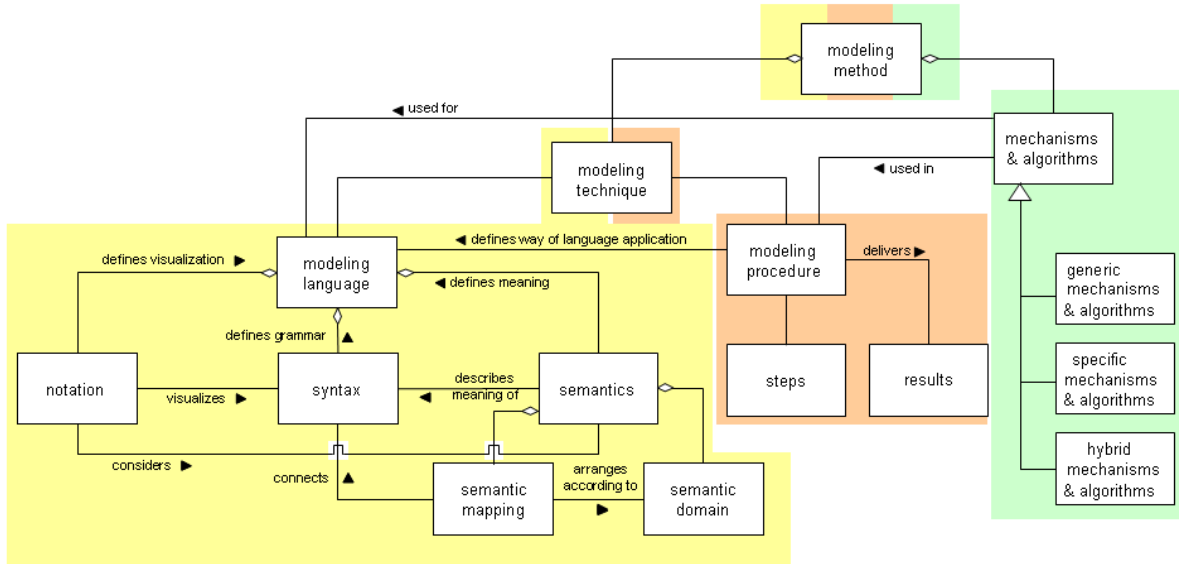 modeling
method
◄ used for
mechanisms
& algorithms
modeling
technique
◄ used in
◄ defines way of language application
modeling
language
modeling
procedure
delivers ►
defines visualization ►
◄ defines meaning
generic
mechanisms
& algorithms
defines grammar ▲
notation
syntax
semantics
steps
results
visualizes ►
describes
◄ meaning of
specific
mechanisms
& algorithms
considers ►
connects ▲
semantic
mapping
arranges
according to
►
semantic
domain
hybrid
mechanisms
& algorithms